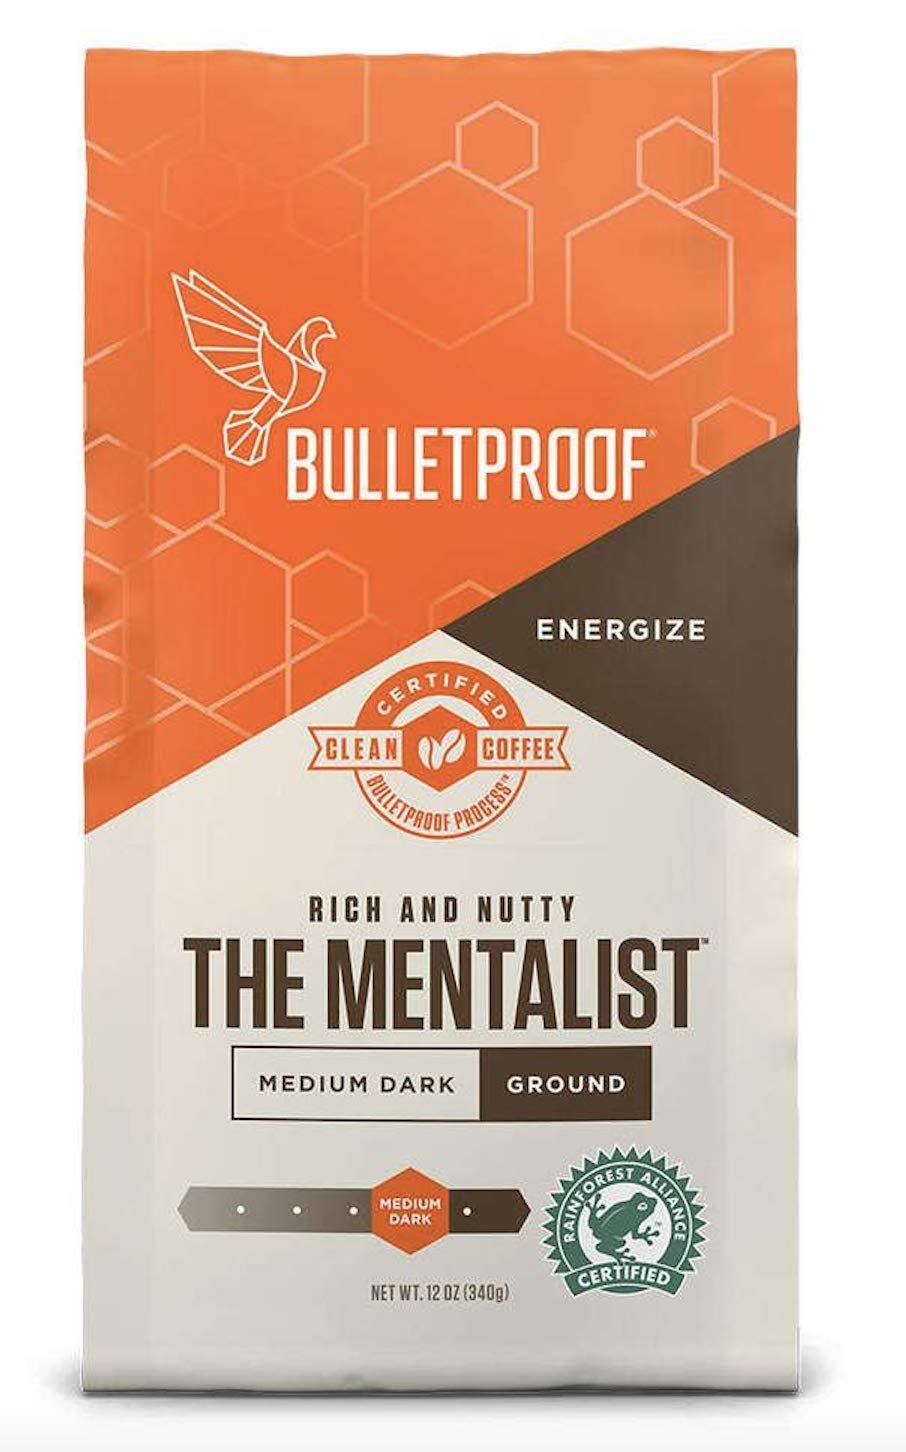 BULLETPROOF®
ENERGIZE
CERTIFIED
CLEAN COFFEE
BULLETPROOF PROCESS™
RICH AND NUTTY
THE MENTALIST™
MEDIUM DARK GROUND
MEDIUM
DARK
RAINFOREST ALLIANCE
CERTIFIED
NET WT. 12 OZ (340g)